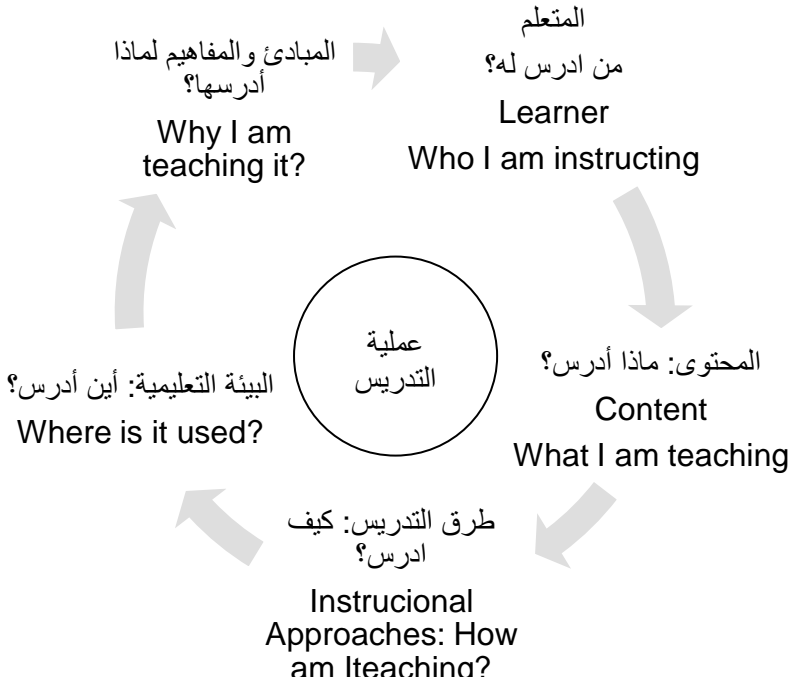 المتعلم
من ادرس له؟
Learner
Who I am instructing
المحتوى: ماذا أدرس؟
Content
What I am teaching
طرق التدريس: كيف
ادرس؟
Instrucional
Approaches: How
am Iteaching?
البيئة التعليمية: أين أدرس؟
Where is it used?
المبادئ والمفاهيم لماذا
أدرسها؟
Why I am
teaching it?
عملية
التدريس